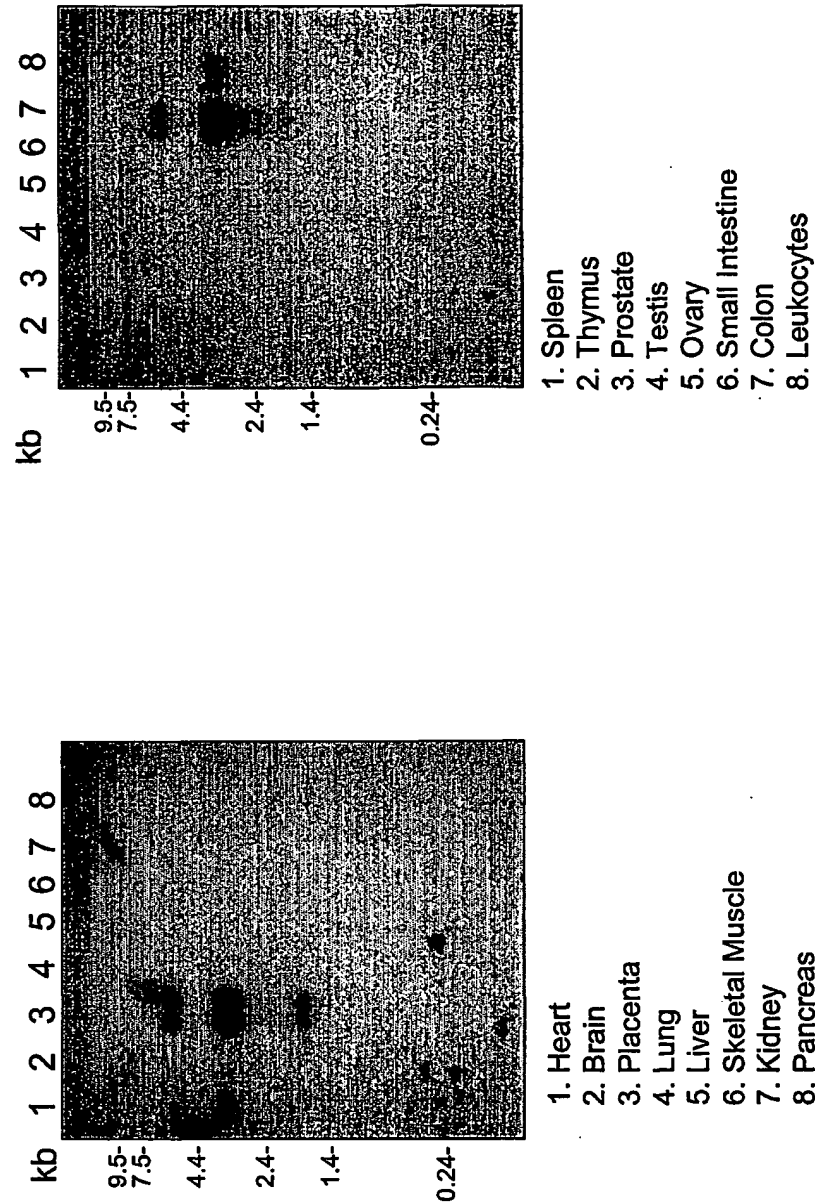 kb 1 2 3 4 5 6 7 8
9.5-
7.5-
4.4-
2.4-
1.4-
0.24-
1. Heart
2. Brain
3. Placenta
4. Lung
5. Liver
6. Skeletal Muscle
7. Kidney
8. Pancreas
kb 1 2 3 4 5 6 7 8
9.5-
7.5-
4.4-
2.4-
1.4-
0.24-
1. Spleen
2. Thymus
3. Prostate
4. Testis
5. Ovary
6. Small Intestine
7. Colon
8. Leukocytes